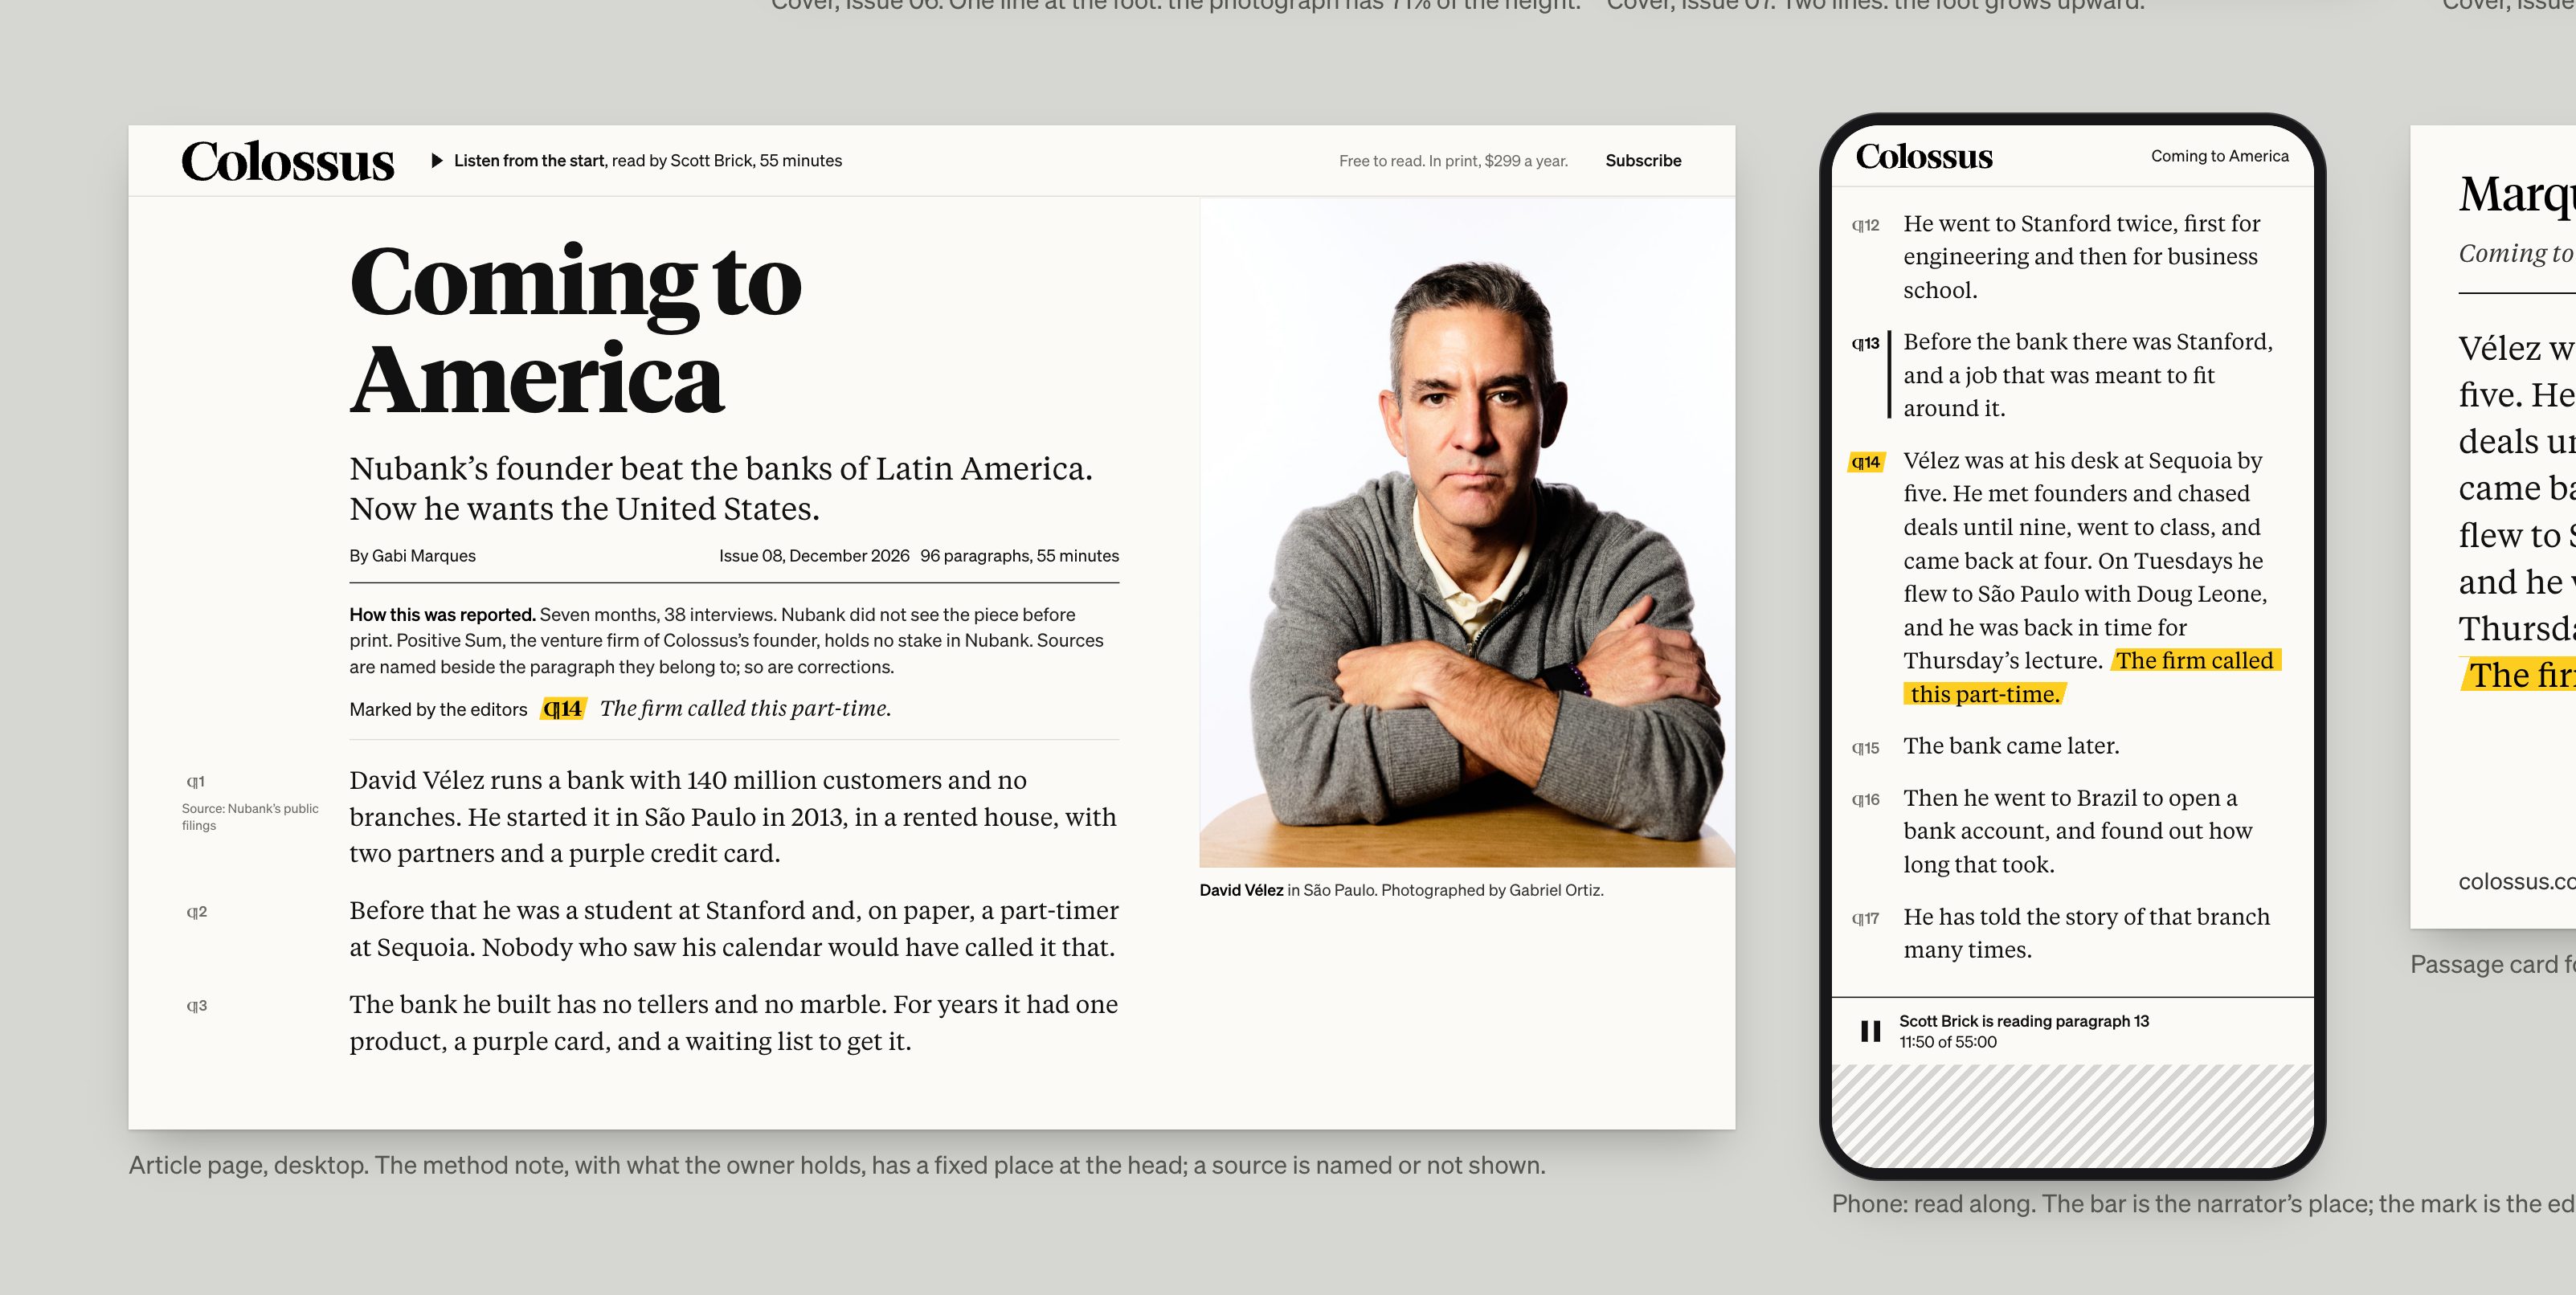 Cover, Issue 06. One line at the foot: the photograph has 71% of the height.
Cover, Issue 07. Two lines: the foot grows upward.
Cover, Issue
Colossus
Listen from the start, read by Scott Brick, 55 minutes
Free to read. In print, $299 a year.
Subscribe
Coming to
America
Nubank’s founder beat the banks of Latin America.
Now he wants the United States.
By Gabi Marques
Issue 08, December 2026 96 paragraphs, 55 minutes
How this was reported. Seven months, 38 interviews. Nubank did not see the piece before
print. Positive Sum, the venture firm of Colossus’s founder, holds no stake in Nubank. Sources
are named beside the paragraph they belong to; so are corrections.
Marked by the editors ¶14 The firm called this part-time.
¶1
Source: Nubank’s public
filings
David Vélez runs a bank with 140 million customers and no
branches. He started it in São Paulo in 2013, in a rented house, with
two partners and a purple credit card.
¶2
Before that he was a student at Stanford and, on paper, a part-timer
at Sequoia. Nobody who saw his calendar would have called it that.
¶3
The bank he built has no tellers and no marble. For years it had one
product, a purple card, and a waiting list to get it.
David Vélez in São Paulo. Photographed by Gabriel Ortiz.
Article page, desktop. The method note, with what the owner holds, has a fixed place at the head; a source is named or not shown.
Colossus
Coming to America
¶12
He went to Stanford twice, first for
engineering and then for business
school.
¶13
Before the bank there was Stanford,
and a job that was meant to fit
around it.
¶14
Vélez was at his desk at Sequoia by
five. He met founders and chased
deals until nine, went to class, and
came back at four. On Tuesdays he
flew to São Paulo with Doug Leone,
and he was back in time for
Thursday’s lecture. The firm called
this part-time.
¶15
The bank came later.
¶16
Then he went to Brazil to open a
bank account, and found out how
long that took.
¶17
He has told the story of that branch
many times.
Scott Brick is reading paragraph 13
11:50 of 55:00
Phone: read along. The bar is the narrator’s place; the mark is the ed
Marqu
Coming to
Vélez w
five. He
deals un
came ba
flew to S
and he w
Thursda
The firm
colossus.co
Passage card fo